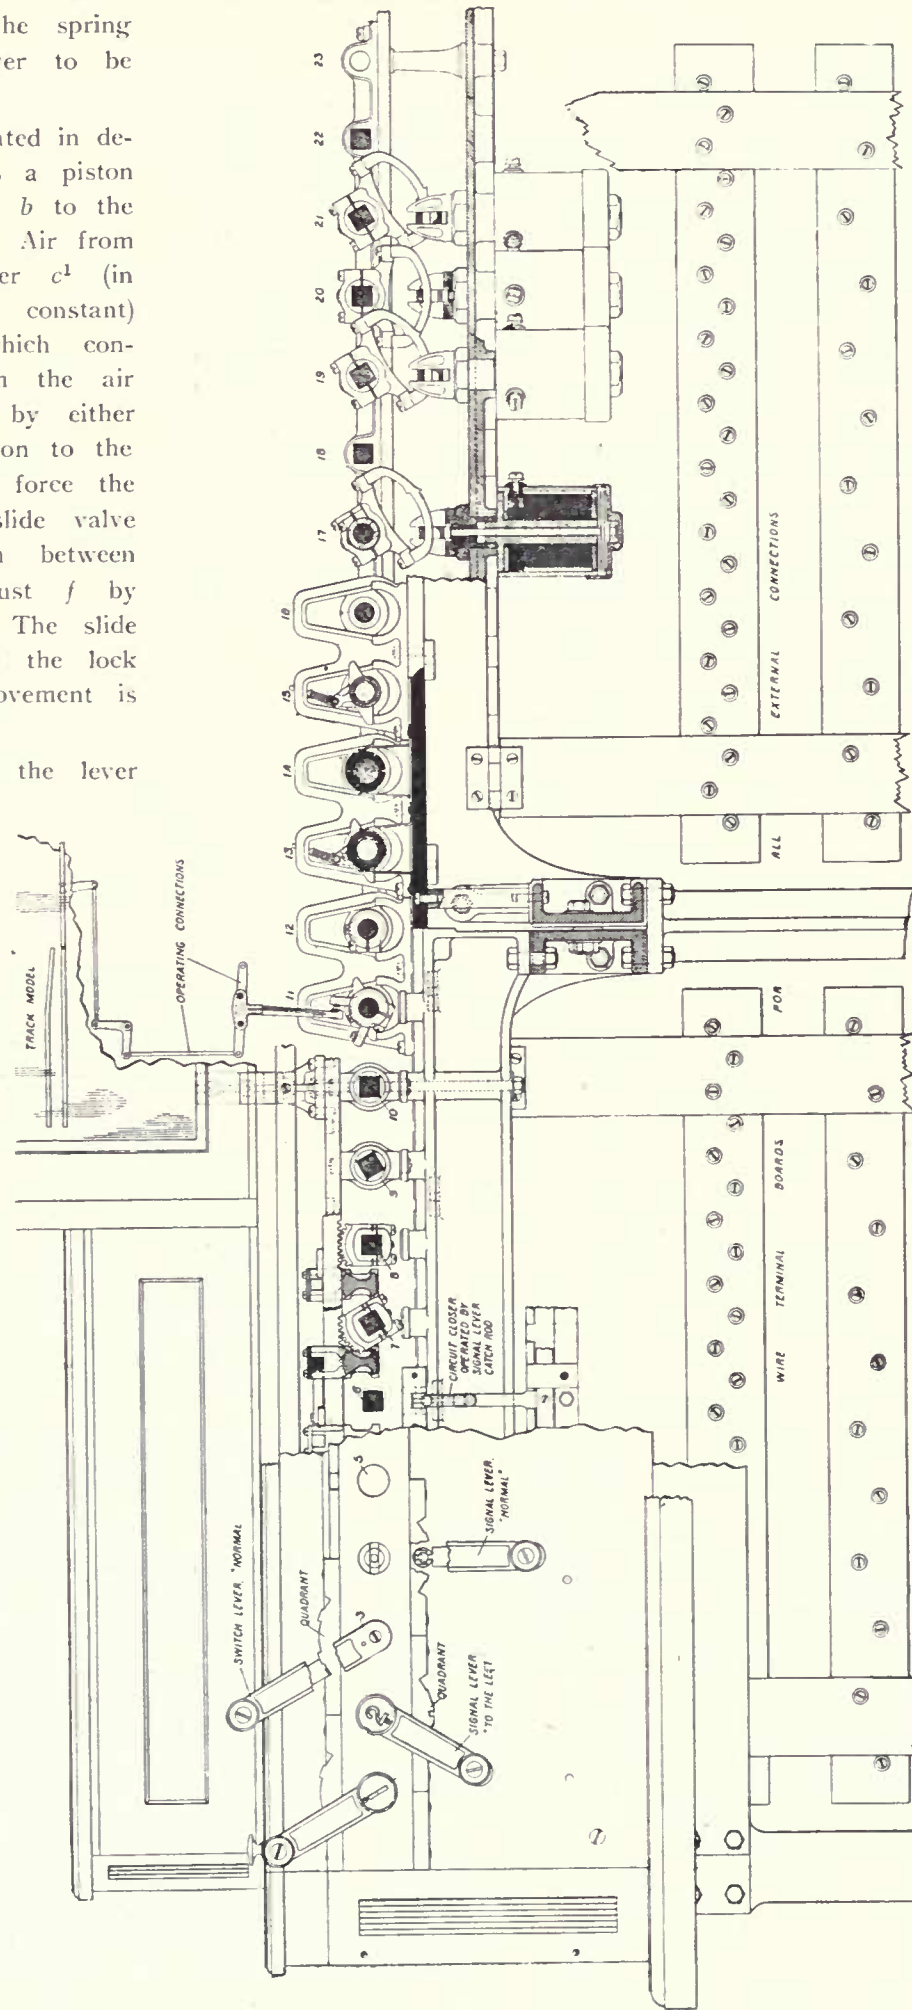 he spring
er to be
ated in de-
a piston
b to the
Air from
er c¹ (in
constant)
hich con-
n the air
by either
on to the
force the
slide valve
n between
ust f by
The slide
the lock
ovement is
the lever
"TRACK MODEL"
OPERATING CONNECTIONS
SWITCH LEVER, "NORMAL"
QUADRANT
QUADRANT
SIGNAL LEVER
"TO THE LEFT
SIGNAL LEVER,
"NORMAL"
CIRCUIT CLOSER
OPERATED BY
SIGNAL LEVER
CATCH ROD
2
3
5
6
7
8
9
10
11
12
13
14
15
16
17
18
19
20
21
22
23
7
WIRE TERMINAL BOARDS FOR ALL EXTERNAL CONNECTIONS